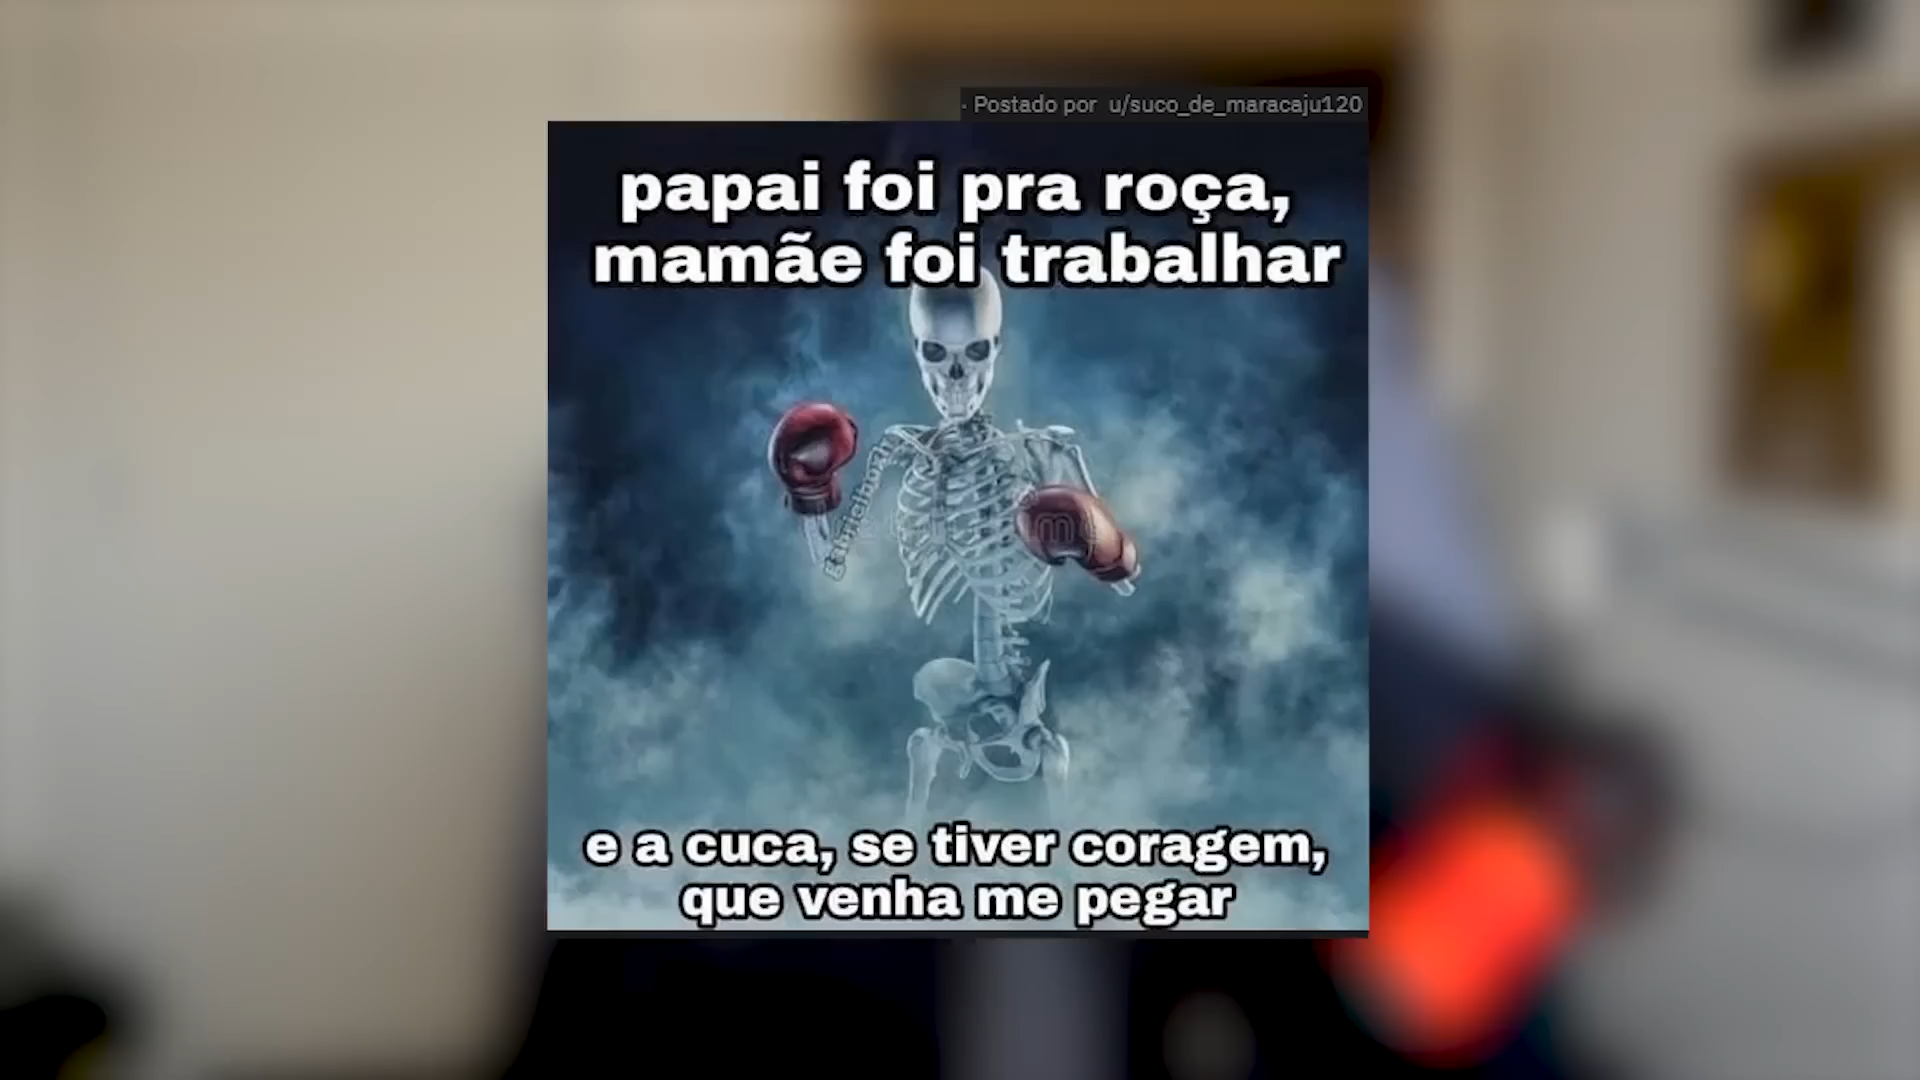 · Postado por u/suco_de_maracaju120
papai foi pra roça,
mamãe foi trabalhar
e a cuca, se tiver coragem,
que venha me pegar